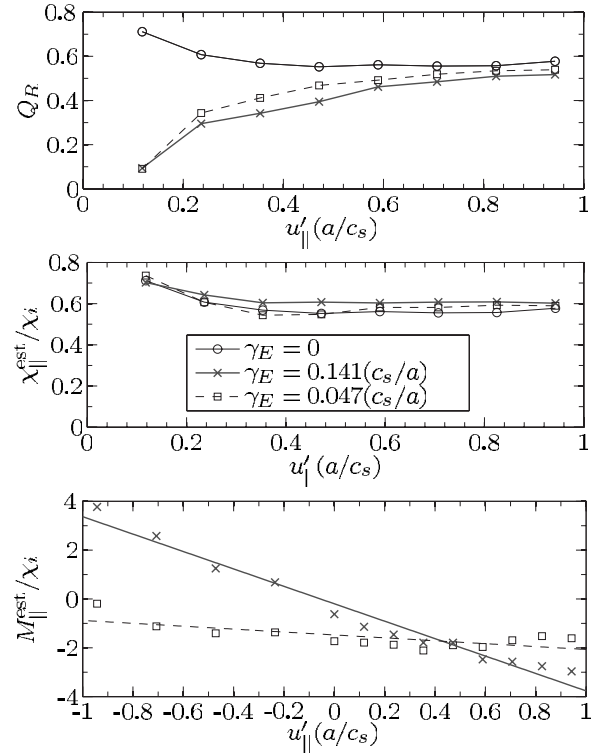 0.8
0.6
0.4
0.2
0
Q_R
0 0.2 0.4 0.6 0.8 1
u′_||(a/c_s)
0.8
0.6
0.4
0.2
0
χ_||^est/χ_i
γ_E = 0
γ_E = 0.141(c_s/a)
γ_E = 0.047(c_s/a)
0 0.2 0.4 0.6 0.8 1
u′_|(a/c_s)
4
2
0
-2
-4
M_||^est/χ_i
-1 -0.8 -0.6 -0.4 -0.2 0 0.2 0.4 0.6 0.8 1
u′_||(a/c_s)